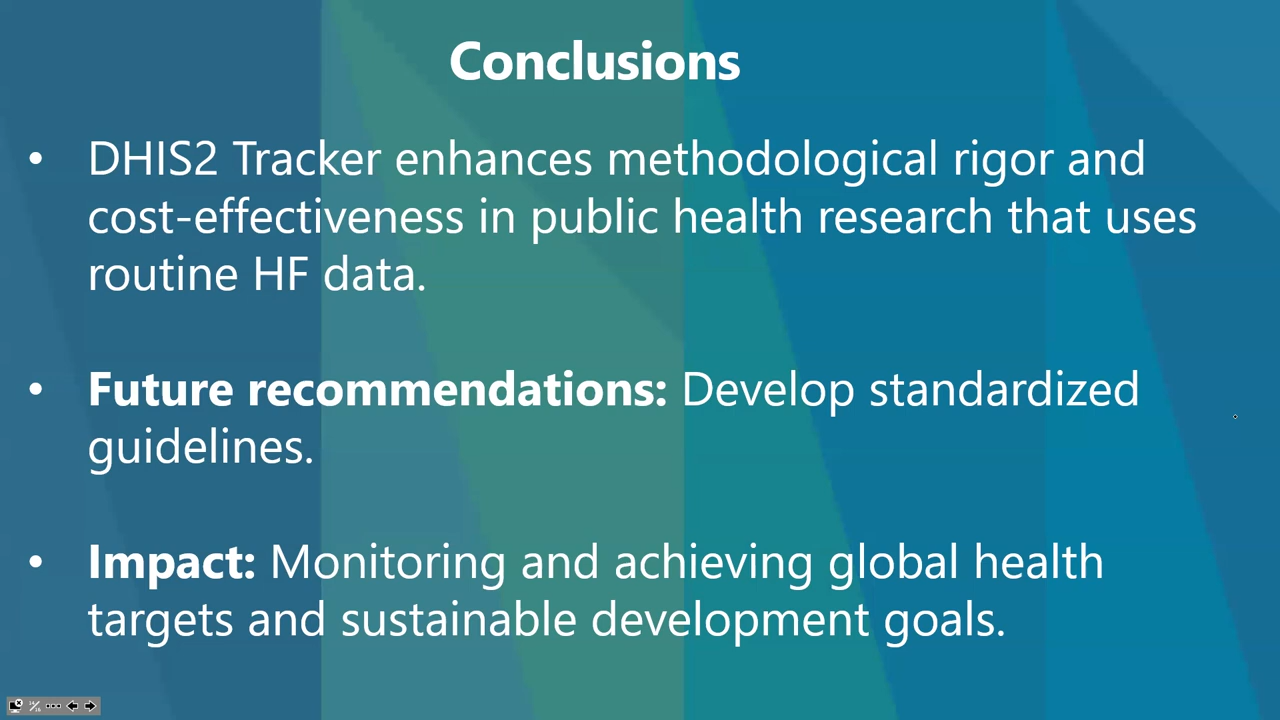 Conclusions
• DHIS2 Tracker enhances methodological rigor and
cost-effectiveness in public health research that uses
routine HF data.
• Future recommendations: Develop standardized
guidelines.
• Impact: Monitoring and achieving global health
targets and sustainable development goals.